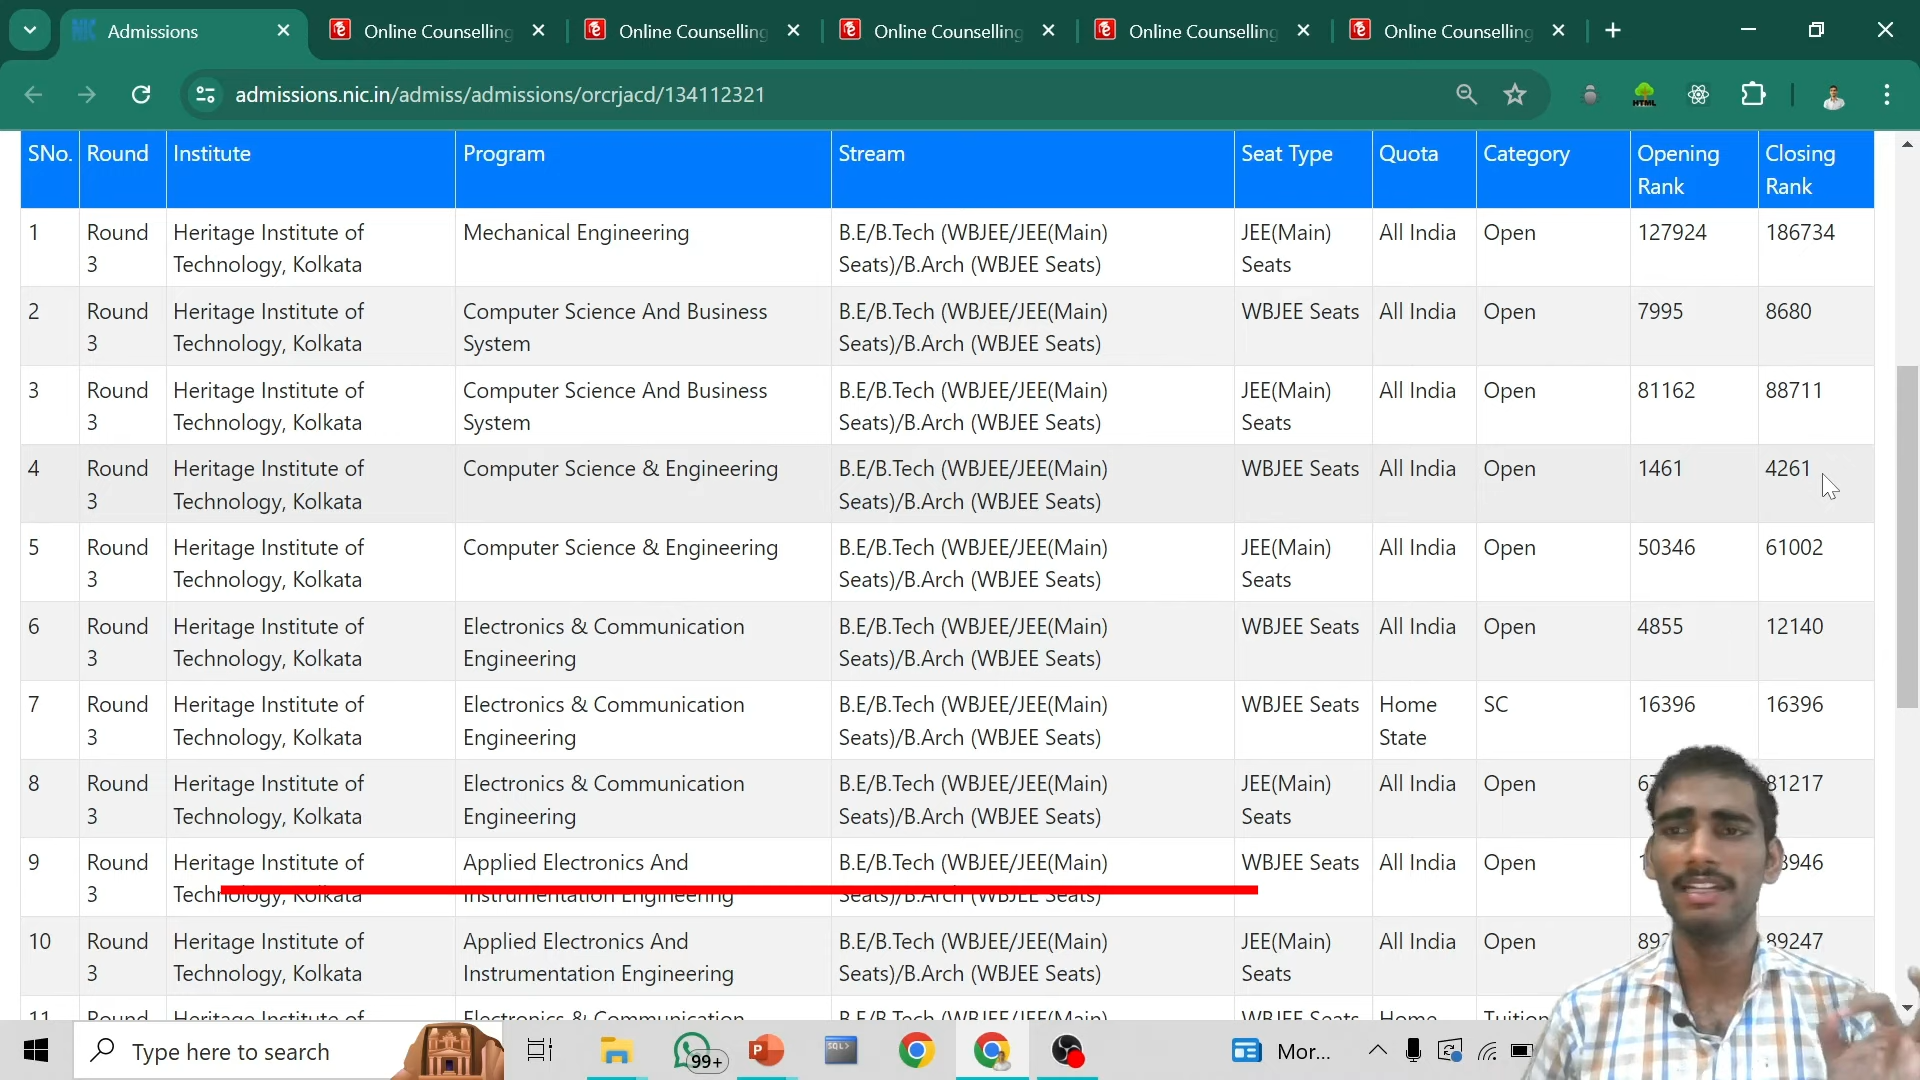 Admissions
Online Counselling
Online Counselling
Online Counselling
Online Counselling
Online Counselling
admissions.nic.in/admiss/admissions/orcrjacd/134112321
HTML
SNo. Round Institute Program Stream Seat Type Quota Category Opening Closing
Rank Rank
1 Round Heritage Institute of Mechanical Engineering B.E/B.Tech (WBJEE/JEE(Main) JEE(Main) All India Open 127924 186734
3 Technology, Kolkata Seats)/B.Arch (WBJEE Seats) Seats
2 Round Heritage Institute of Computer Science And Business B.E/B.Tech (WBJEE/JEE(Main) WBJEE Seats All India Open 7995 8680
3 Technology, Kolkata System Seats)/B.Arch (WBJEE Seats)
3 Round Heritage Institute of Computer Science And Business B.E/B.Tech (WBJEE/JEE(Main) JEE(Main) All India Open 81162 88711
3 Technology, Kolkata System Seats)/B.Arch (WBJEE Seats) Seats
4 Round Heritage Institute of Computer Science & Engineering B.E/B.Tech (WBJEE/JEE(Main) WBJEE Seats All India Open 1461 4261
3 Technology, Kolkata Seats)/B.Arch (WBJEE Seats)
5 Round Heritage Institute of Computer Science & Engineering B.E/B.Tech (WBJEE/JEE(Main) JEE(Main) All India Open 50346 61002
3 Technology, Kolkata Seats)/B.Arch (WBJEE Seats) Seats
6 Round Heritage Institute of Electronics & Communication B.E/B.Tech (WBJEE/JEE(Main) WBJEE Seats All India Open 4855 12140
3 Technology, Kolkata Engineering Seats)/B.Arch (WBJEE Seats)
7 Round Heritage Institute of Electronics & Communication B.E/B.Tech (WBJEE/JEE(Main) WBJEE Seats Home SC 16396 16396
3 Technology, Kolkata Engineering Seats)/B.Arch (WBJEE Seats) State
8 Round Heritage Institute of Electronics & Communication B.E/B.Tech (WBJEE/JEE(Main) JEE(Main) All India Open 81217
3 Technology, Kolkata Engineering Seats)/B.Arch (WBJEE Seats) Seats
9 Round Heritage Institute of Applied Electronics And B.E/B.Tech (WBJEE/JEE(Main) WBJEE Seats All India Open
3 Technology, Kolkata Instrumentation Engineering Seats)/B.Arch (WBJEE Seats)
10 Round Heritage Institute of Applied Electronics And B.E/B.Tech (WBJEE/JEE(Main) JEE(Main) All India Open 89247
3 Technology, Kolkata Instrumentation Engineering Seats)/B.Arch (WBJEE Seats) Seats
11 Round Heritage Institute of Electronics & Communication B.E/B.Tech (WBJEE/JEE(Main) WBJEE Seats Home Tuition
Type here to search
99+
SQL>
Mor...